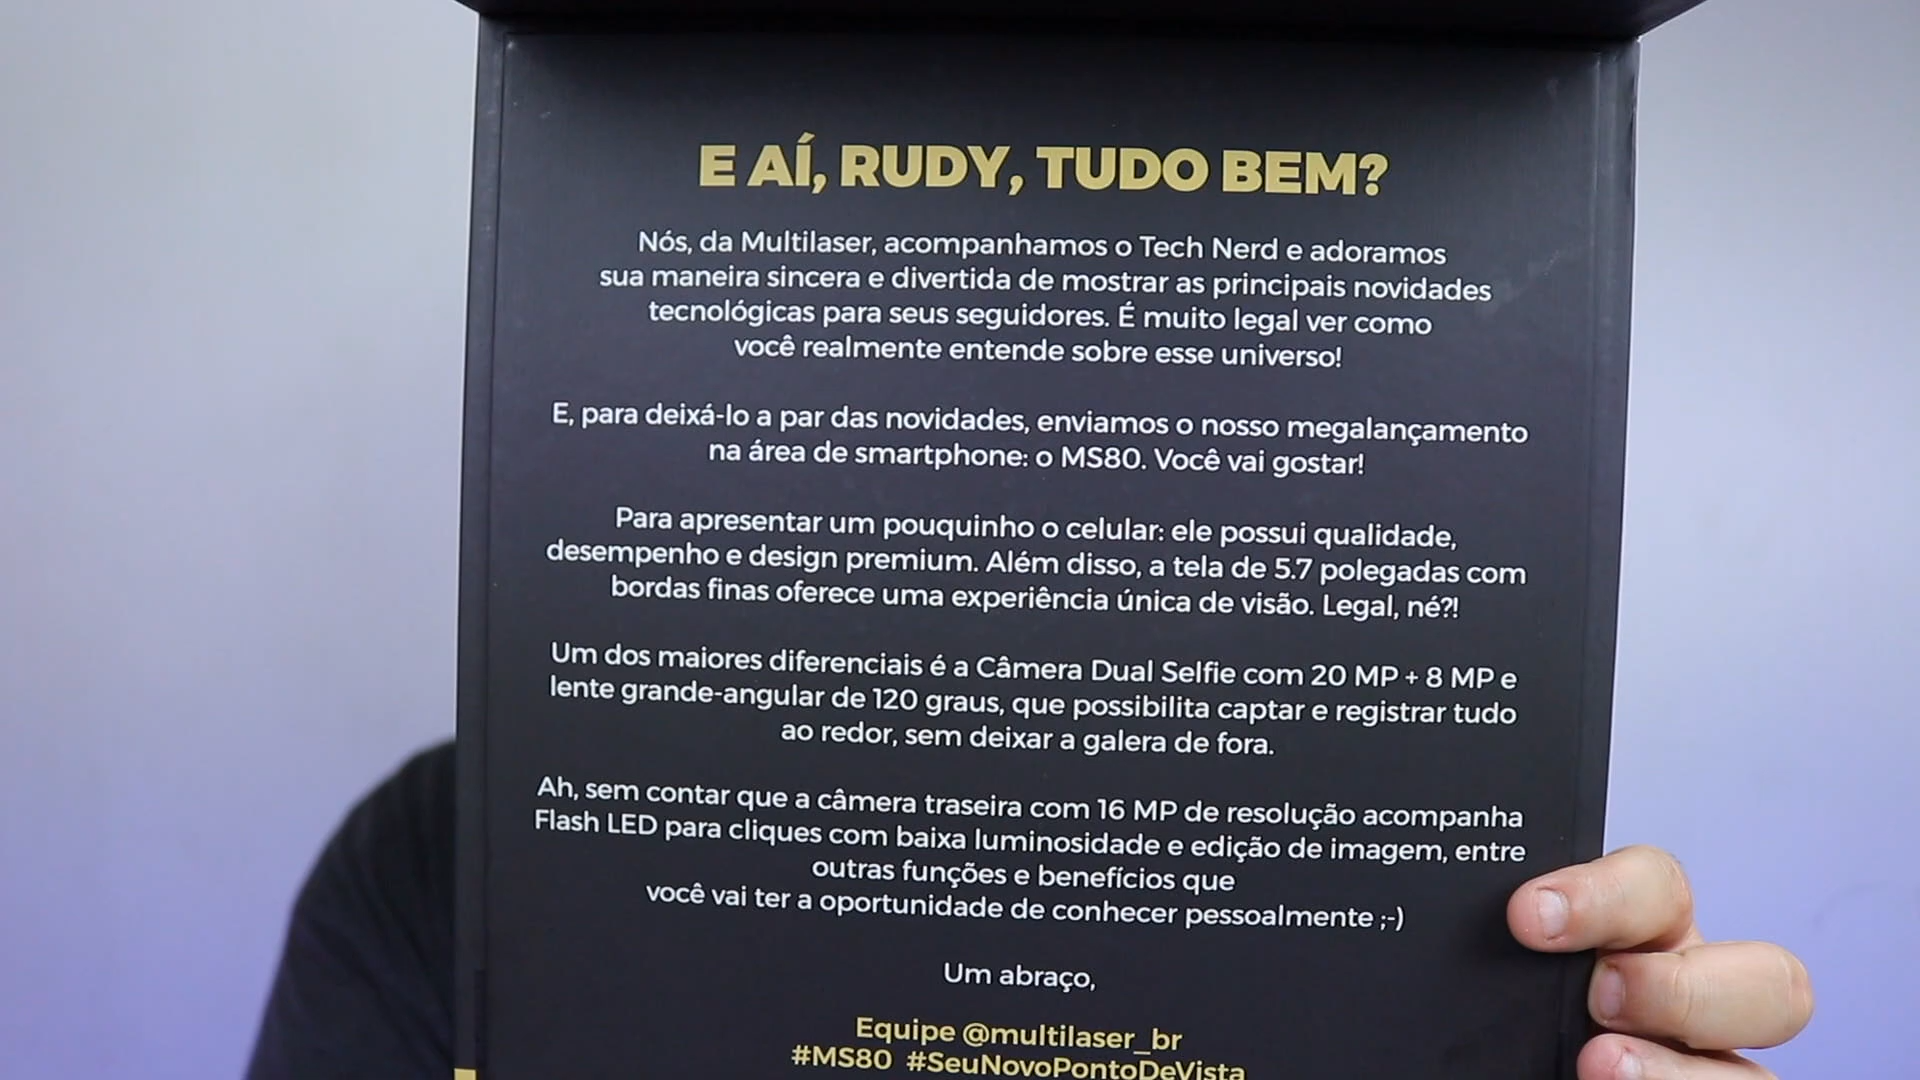 E AÍ, RUDY, TUDO BEM?
Nós, da Multilaser, acompanhamos o Tech Nerd e adoramos
sua maneira sincera e divertida de mostrar as principais novidades
tecnológicas para seus seguidores. É muito legal ver como
você realmente entende sobre esse universo!
E, para deixá-lo a par das novidades, enviamos o nosso megalançamento
na área de smartphone: o MS80. Você vai gostar!
Para apresentar um pouquinho o celular: ele possui qualidade,
desempenho e design premium. Além disso, a tela de 5.7 polegadas com
bordas finas oferece uma experiência única de visão. Legal, né?!
Um dos maiores diferenciais é a Câmera Dual Selfie com 20 MP + 8 MP e
lente grande-angular de 120 graus, que possibilita captar e registrar tudo
ao redor, sem deixar a galera de fora.
Ah, sem contar que a câmera traseira com 16 MP de resolução acompanha
Flash LED para cliques com baixa luminosidade e edição de imagem, entre
outras funções e benefícios que
você vai ter a oportunidade de conhecer pessoalmente ;-)
Um abraço,
Equipe @multilaser_br
#MS80 #SeuNovoPontoDeVista